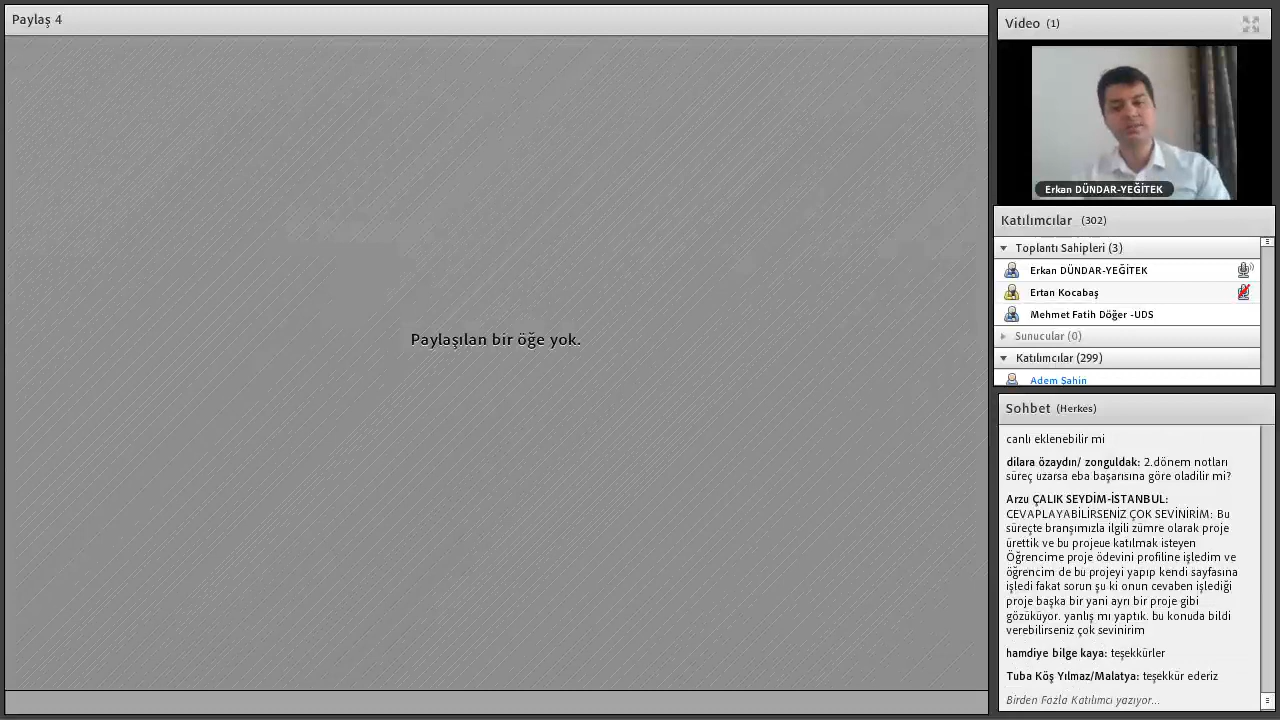 Paylaş 4
Paylaşılan bir öğe yok.
Video (1)
Erkan DÜNDAR-YEĞİTEK
Katılımcılar (302)
Toplantı Sahipleri (3)
Erkan DÜNDAR-YEĞİTEK
Ertan Kocabaş
Mehmet Fatih Döğer -UDS
Sunucular (0)
Katılımcılar (299)
Adem Şahin
Sohbet (Herkes)
canlı eklenebilir mi
dilara özaydın/ zonguldak: 2.dönem notları
süreç uzarsa eba başarısına göre oladilir mi?
Arzu ÇALIK SEYDİM-İSTANBUL:
CEVAPLAYABİLİRSENİZ ÇOK SEVİNİRİM: Bu
süreçte branşımızla ilgili zümre olarak proje
ürettik ve bu projeue katılmak isteyen
Öğrencime proje ödevini profiline işledim ve
öğrencim de bu projeyi yapıp kendi sayfasına
işledi fakat sorun şu ki onun cevaben işlediği
proje başka bir yani ayrı bir proje gibi
gözüküyor. yanlış mı yaptık. bu konuda bildi
verebilirseniz çok sevinirim
hamdiye bilge kaya: teşekkürler
Tuba Köş Yılmaz/Malatya: teşekkür ederiz
Birden Fazla Katılımcı yazıyor...